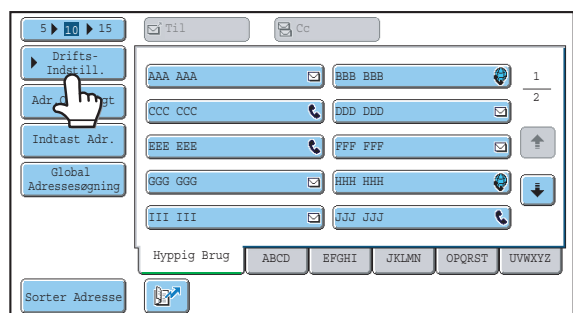 5 10 15
Til
Cc
Drifts-
Indstill.
Indtast Adr.
Global
Adressesøgning
AAA AAA
BBB BBB
CCC CCC
DDD DDD
EEE EEE
FFF FFF
GGG GGG
HHH HHH
III III
JJJ JJJ
1
2
Hyppig Brug
ABCD
EFGHI
JKLMN
OPQRST
UVWXYZ
Sorter Adresse